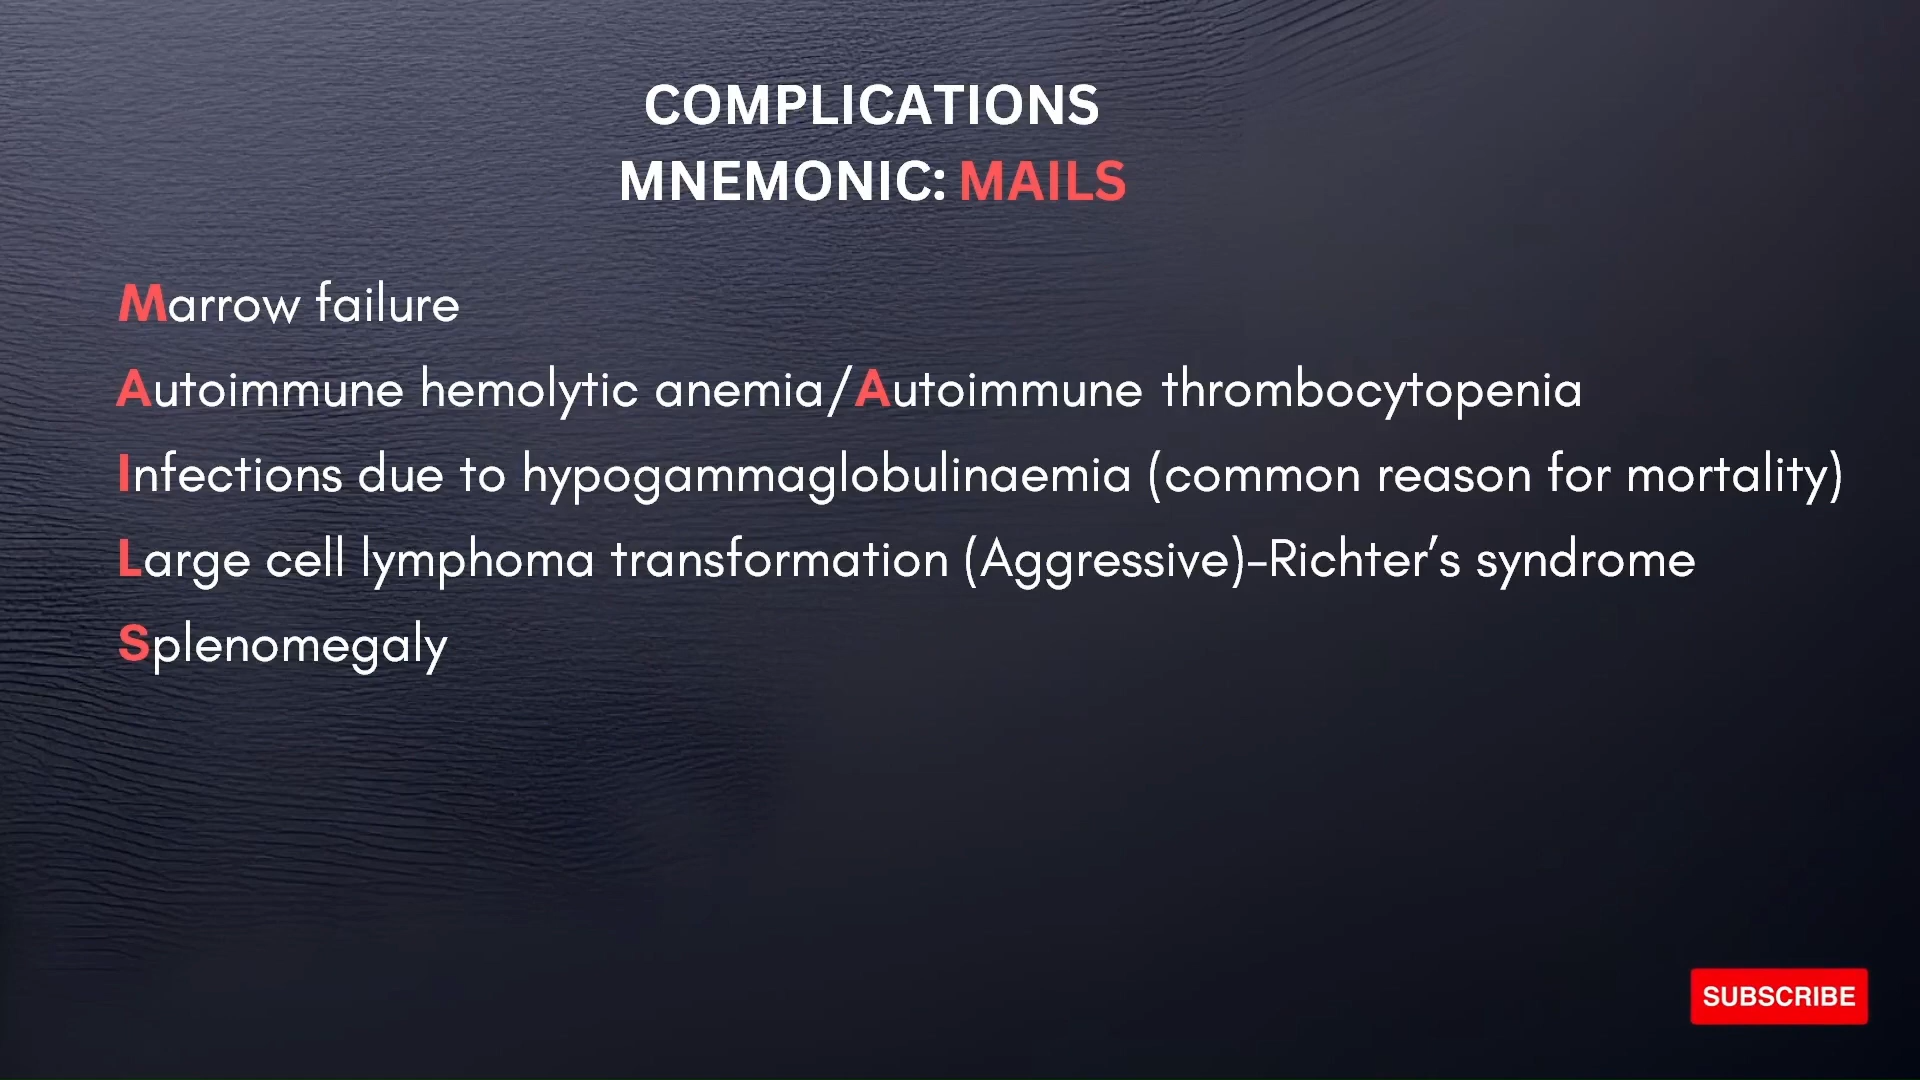 COMPLICATIONS
MNEMONIC: MAILS
Marrow failure
Autoimmune hemolytic anemia/Autoimmune thrombocytopenia
Infections due to hypogammaglobulinaemia (common reason for mortality)
Large cell lymphoma transformation (Aggressive)-Richter’s syndrome
Splenomegaly
SUBSCRIBE